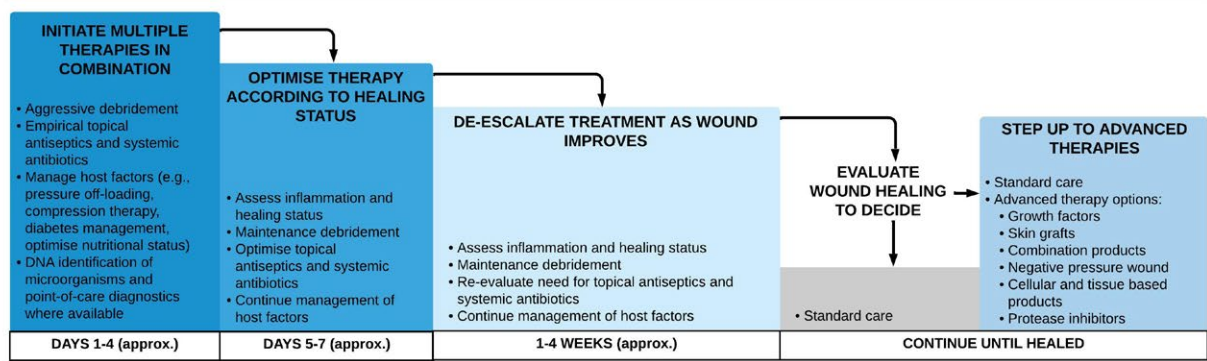 INITIATE MULTIPLE
THERAPIES IN
COMBINATION
• Aggressive debridement
• Empirical topical
antiseptics and systemic
antibiotics
• Manage host factors (e.g.,
pressure off-loading,
compression therapy,
diabetes management,
optimise nutritional status)
• DNA identification of
microorganisms and
point-of-care diagnostics
where available
DAYS 1-4 (approx.)
OPTIMISE THERAPY
ACCORDING TO HEALING
STATUS
• Assess inflammation and
healing status
• Maintenance debridement
• Optimise topical
antiseptics and systemic
antibiotics
• Continue management of
host factors
DAYS 5-7 (approx.)
DE-ESCALATE TREATMENT AS WOUND
IMPROVES
• Assess inflammation and healing status
• Maintenance debridement
• Re-evaluate need for topical antiseptics and
systemic antibiotics
• Continue management of host factors
1-4 WEEKS (approx.)
EVALUATE
WOUND HEALING
TO DECIDE
• Standard care
STEP UP TO ADVANCED
THERAPIES
• Standard care
• Advanced therapy options:
• Growth factors
• Skin grafts
• Combination products
• Negative pressure wound
• Cellular and tissue based
products
• Protease inhibitors
CONTINUE UNTIL HEALED